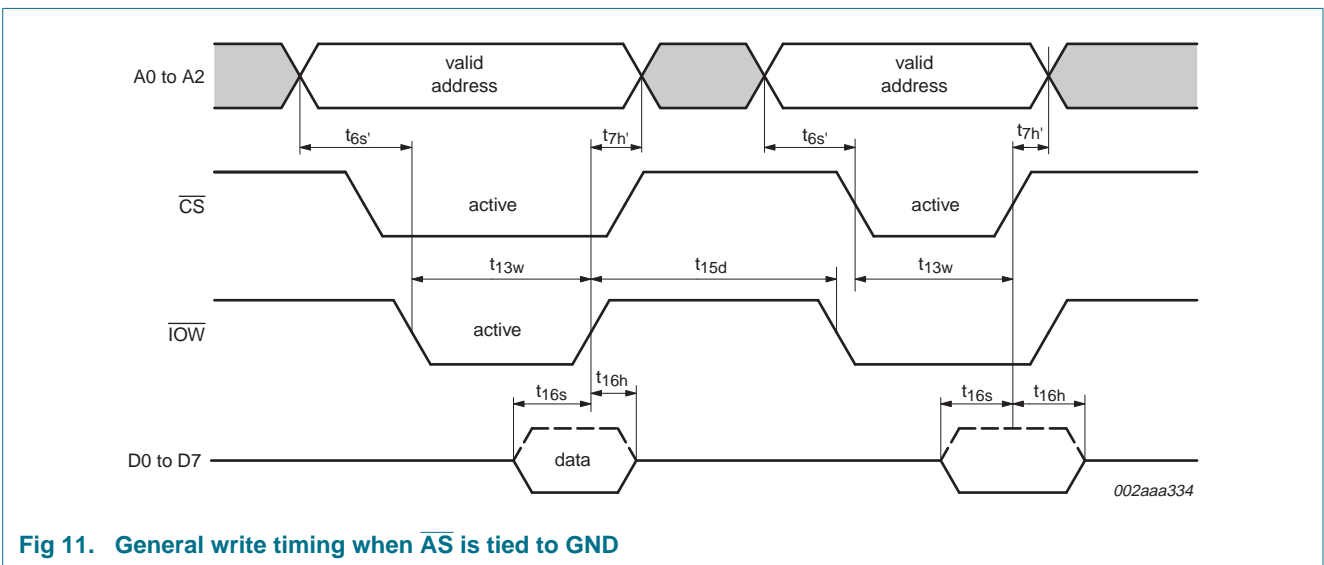 A0 to A2
valid
address
valid
address
t6s'
t7h'
t6s'
t7h'
CS
active
active
t13w
t15d
t13w
IOW
active
t16s
t16h
t16s
t16h
D0 to D7
data
002aaa334
Fig 11. General write timing when AS is tied to GND